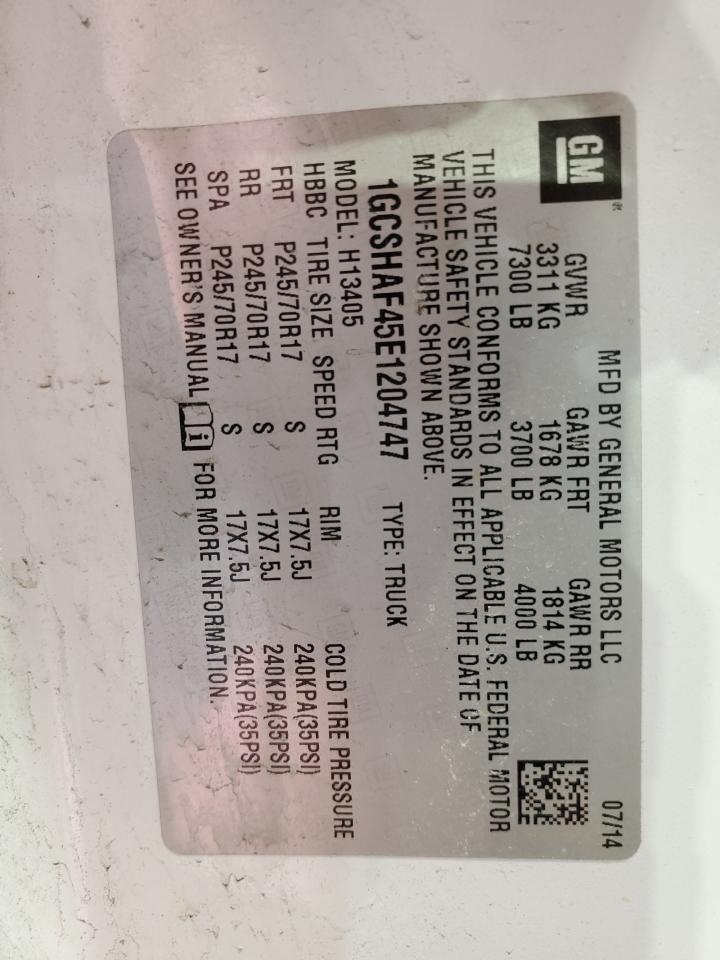 GM®
MFD BY GENERAL MOTORS LLC 07/14
GVWR GAWR FRT GAWR RR
3311 KG 1678 KG 1814 KG
7300 LB 3700 LB 4000 LB
THIS VEHICLE CONFORMS TO ALL APPLICABLE U.S. FEDERAL MOTOR
VEHICLE SAFETY STANDARDS IN EFFECT ON THE DATE OF
MANUFACTURE SHOWN ABOVE.
1GCSHAF45E1204747 TYPE: TRUCK
MODEL: H13405
HBBC TIRE SIZE SPEED RTG RIM COLD TIRE PRESSURE
FRT P245/70R17 S 17X7.5J 240KPA(35PSI)
RR P245/70R17 S 17X7.5J 240KPA(35PSI)
SPA P245/70R17 S 17X7.5J 240KPA(35PSI)
SEE OWNER'S MANUAL i FOR MORE INFORMATION.